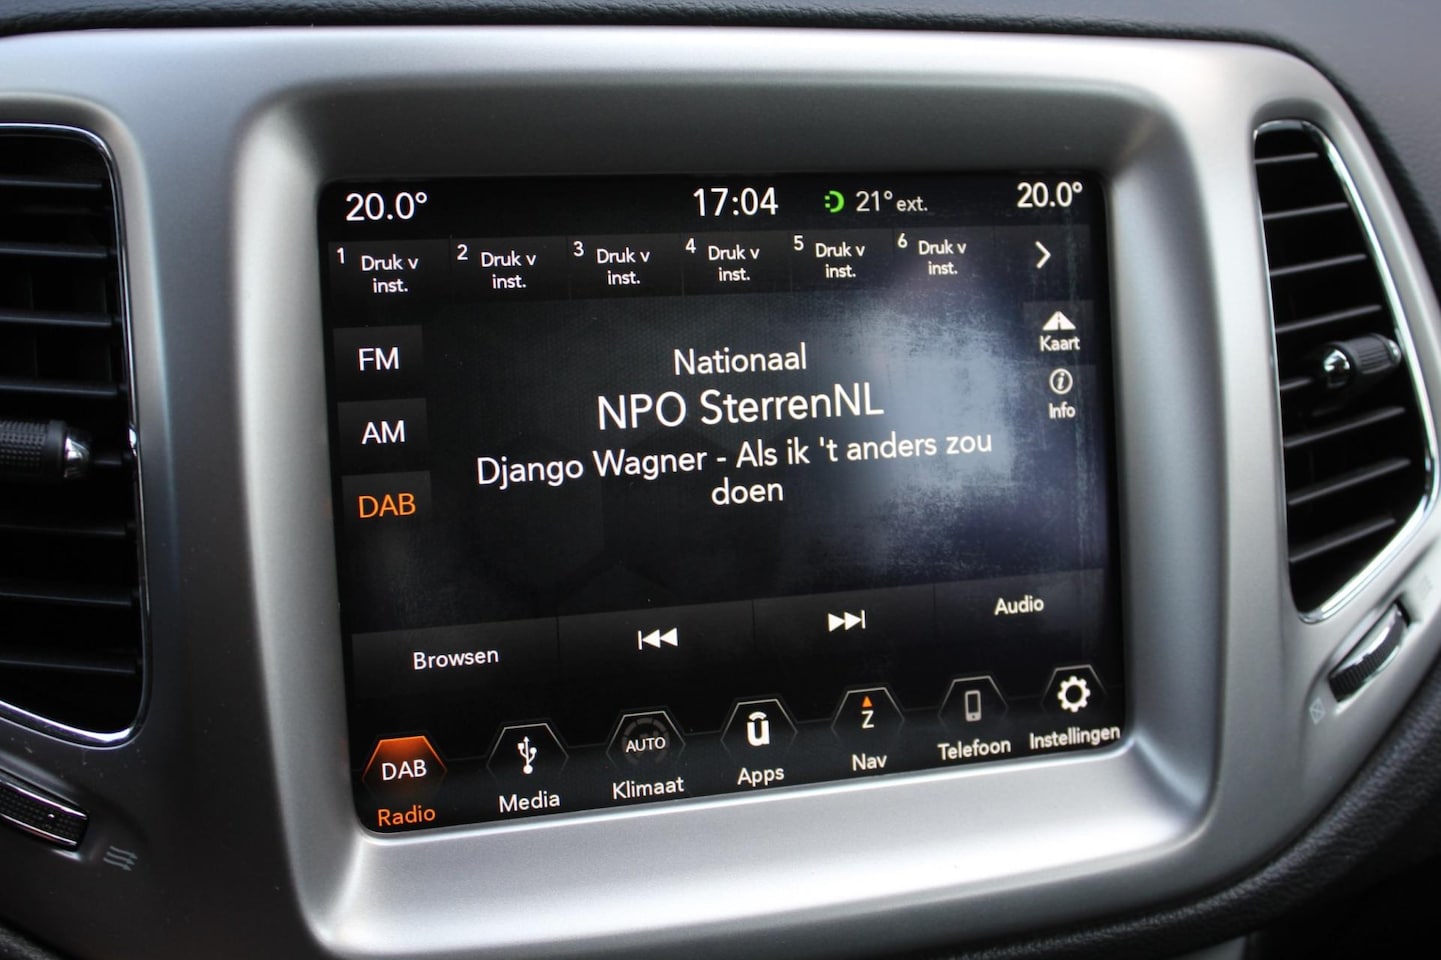 20.0° 17:04 21° ext. 20.0°
1 Druk v 2 Druk v 3 Druk v 4 Druk v 5 Druk v 6 Druk v
inst. inst. inst. inst. inst. inst.
Kaart
FM
Nationaal
Info
AM
NPO SterrenNL
DAB
Django Wagner - Als ik 't anders zou
doen
Browsen Audio
DAB AUTO ū Z
Radio Media Klimaat Apps Nav Telefoon Instellingen